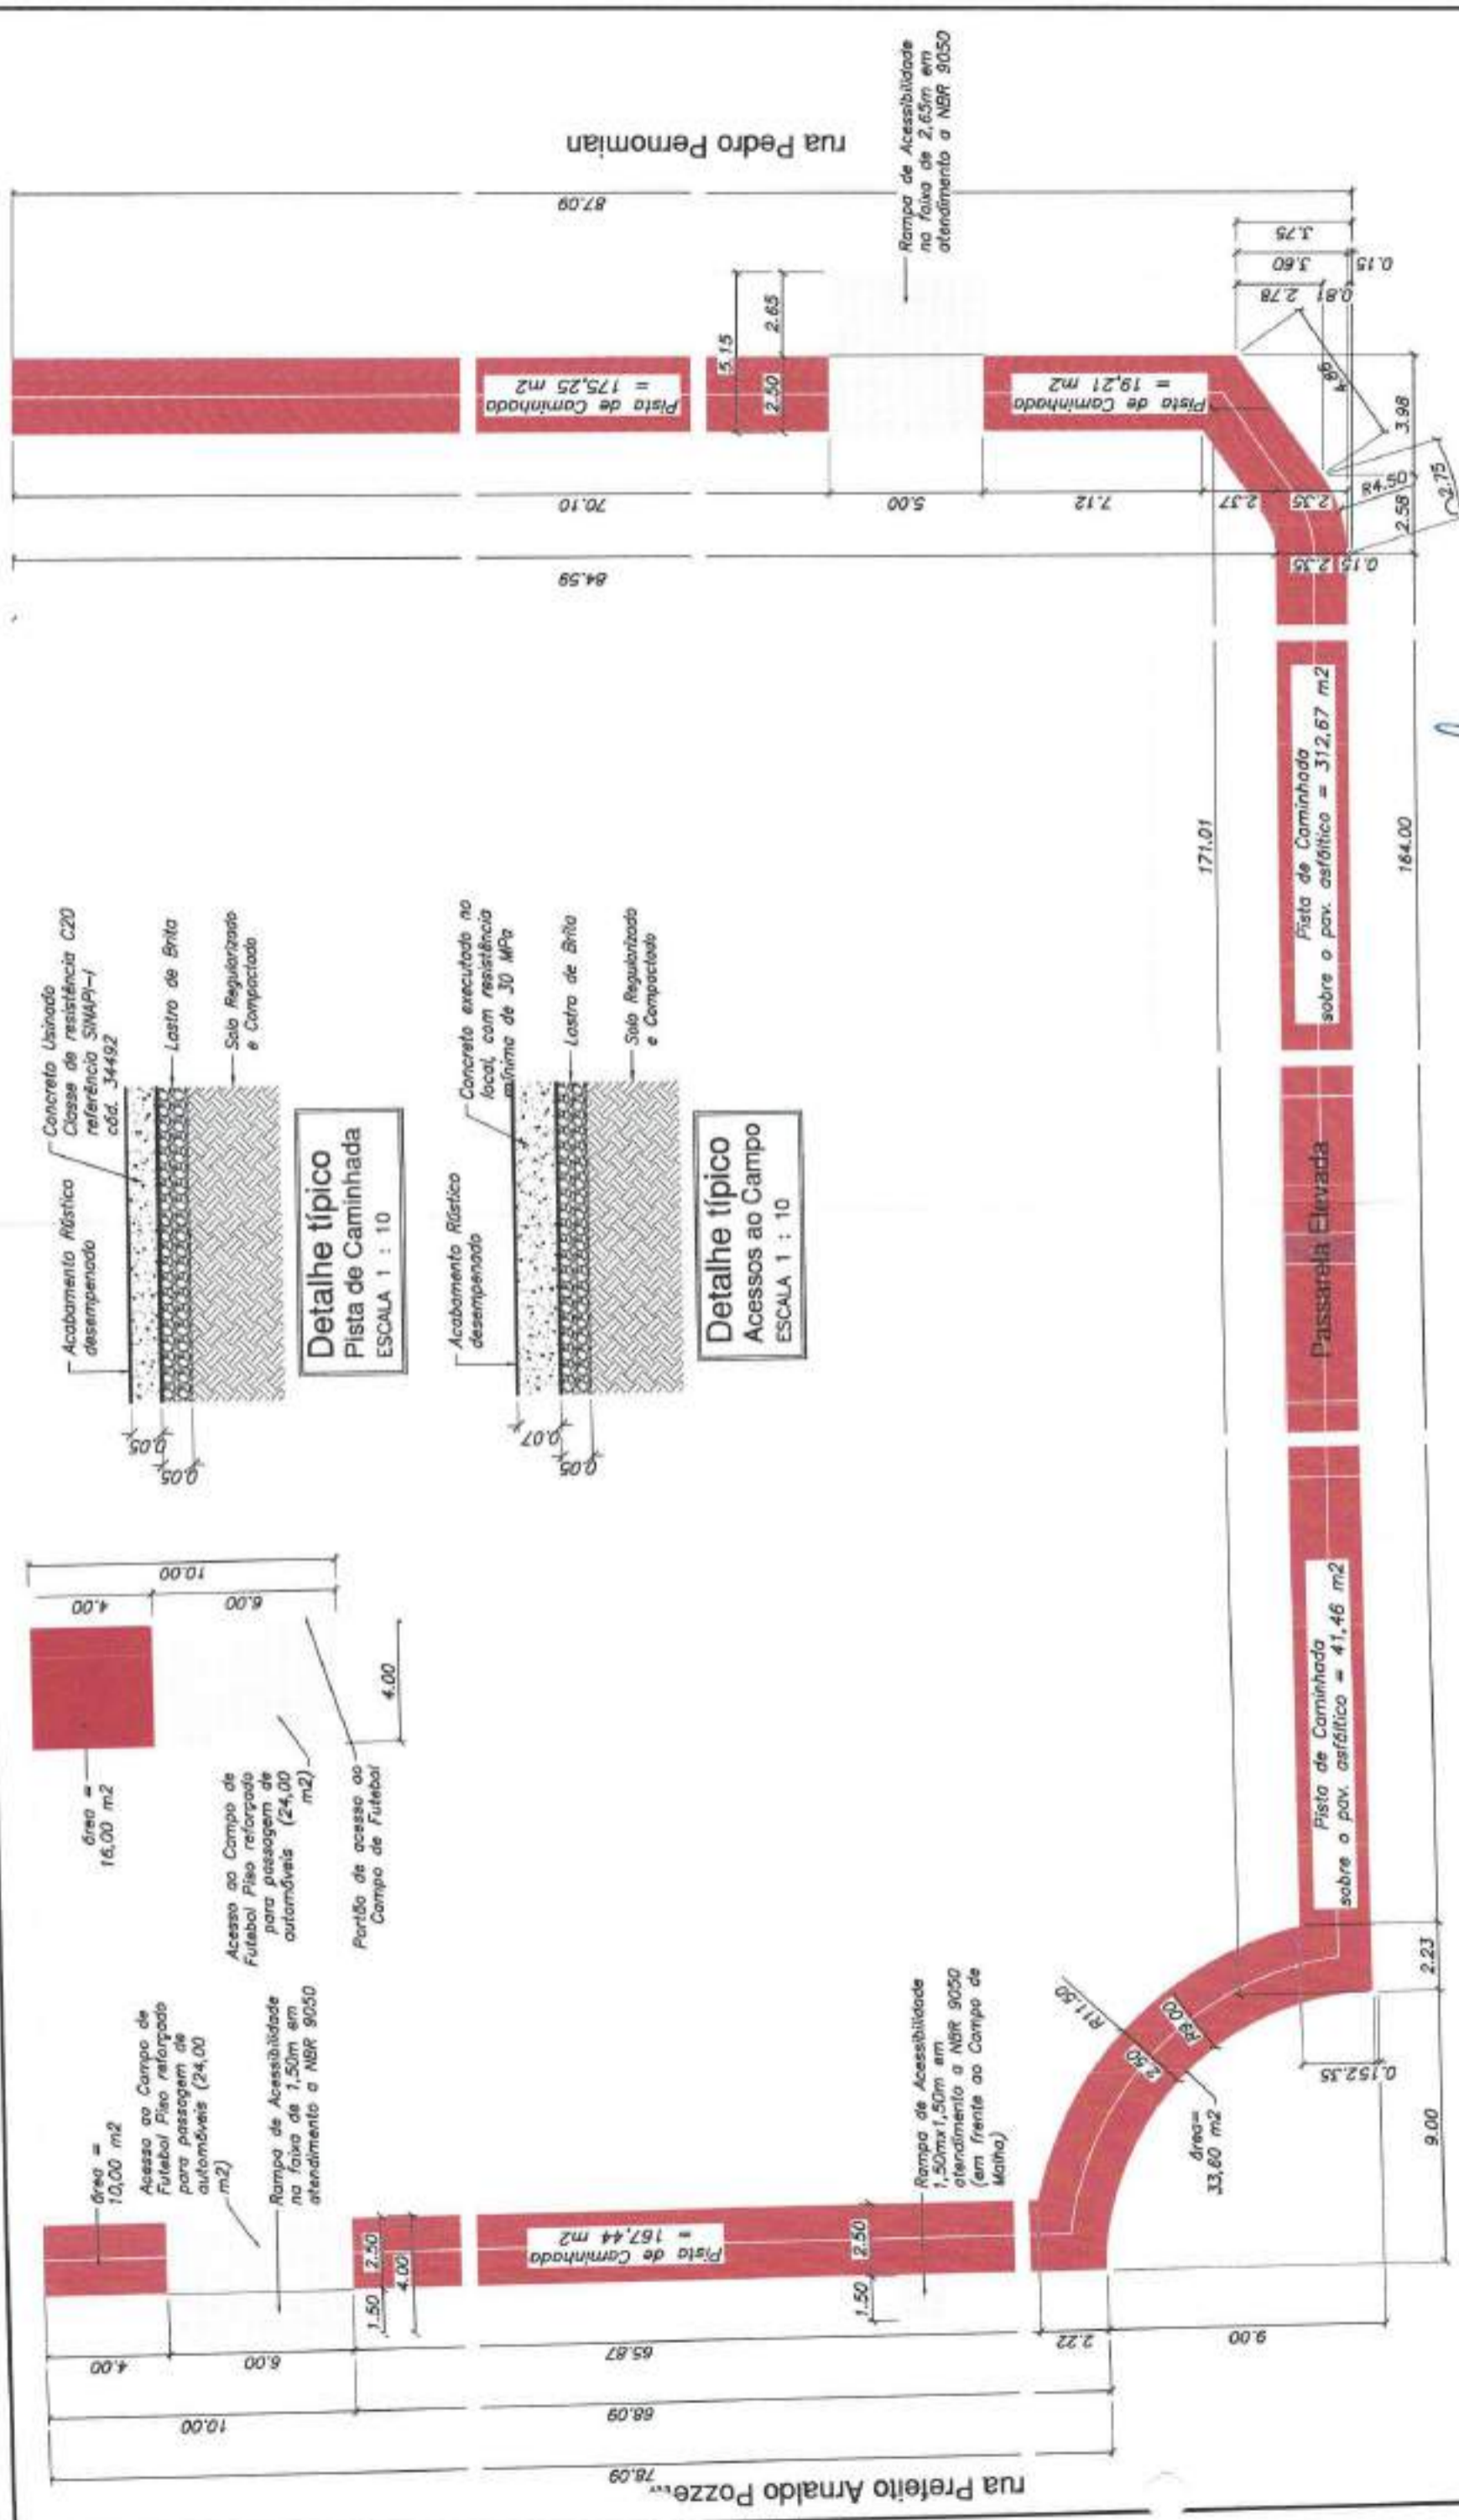 rua Pedro Pernomian
87.09
Rampa de Acessibilidade
na faixa de 2,65m em
atendimento a NBR 9050
3.75
3.60
0.15
2.78
0.81
4.86
3.98
5.15
2.65
2.50
Pista de Caminhada
= 175,25 m2
Pista de Caminhada
= 19,21 m2
70.10
5.00
7.12
2.37
2.35
R4.50
2.58
2.75
84.59
2.35
0.15
Concreto Usinado
Classe de resistência C20
referência SINAPI-I
cód. 34492
Acabamento Rústico
desempenado
Lastro de Brita
Solo Regularizado
e Compactado
0.05
0.05
Detalhe típico
Pista de Caminhada
ESCALA 1 : 10
Concreto executado no
local, com resistência
mínima de 30 MPa
Acabamento Rústico
desempenado
Lastro de Brita
Solo Regularizado
e Compactado
0.07
0.05
Detalhe típico
Acessos ao Campo
ESCALA 1 : 10
171.01
Pista de Caminhada
sobre o pav. asfáltico = 312,67 m2
164.00
Passarela Elevada
Pista de Caminhada
sobre o pav. asfáltico = 41,46 m2
10.00
4.00
6.00
4.00
área =
16,00 m2
Acesso ao Campo de
Futebol Piso reforçado
para passagem de
automóveis (24,00
m2)
Portão de acesso ao
Campo de Futebol
área =
10,00 m2
Acesso ao Campo de
Futebol Piso reforçado
para passagem de
automóveis (24,00
m2)
Rampa de Acessibilidade
na faixa de 1,50m em
atendimento a NBR 9050
2.50
1.50
4.00
Pista de Caminhada
= 167,44 m2
2.50
1.50
Rampa de Acessibilidade
1,50mx1,50m em
atendimento a NBR 9050
(em frente ao Campo de
Malha)
R11.50
R9.00
2.50
área=
33,60 m2
2.23
0.15
2.35
9.00
4.00
6.00
65.87
2.22
9.00
10.00
68.09
78.09
rua Prefeito Arnaldo